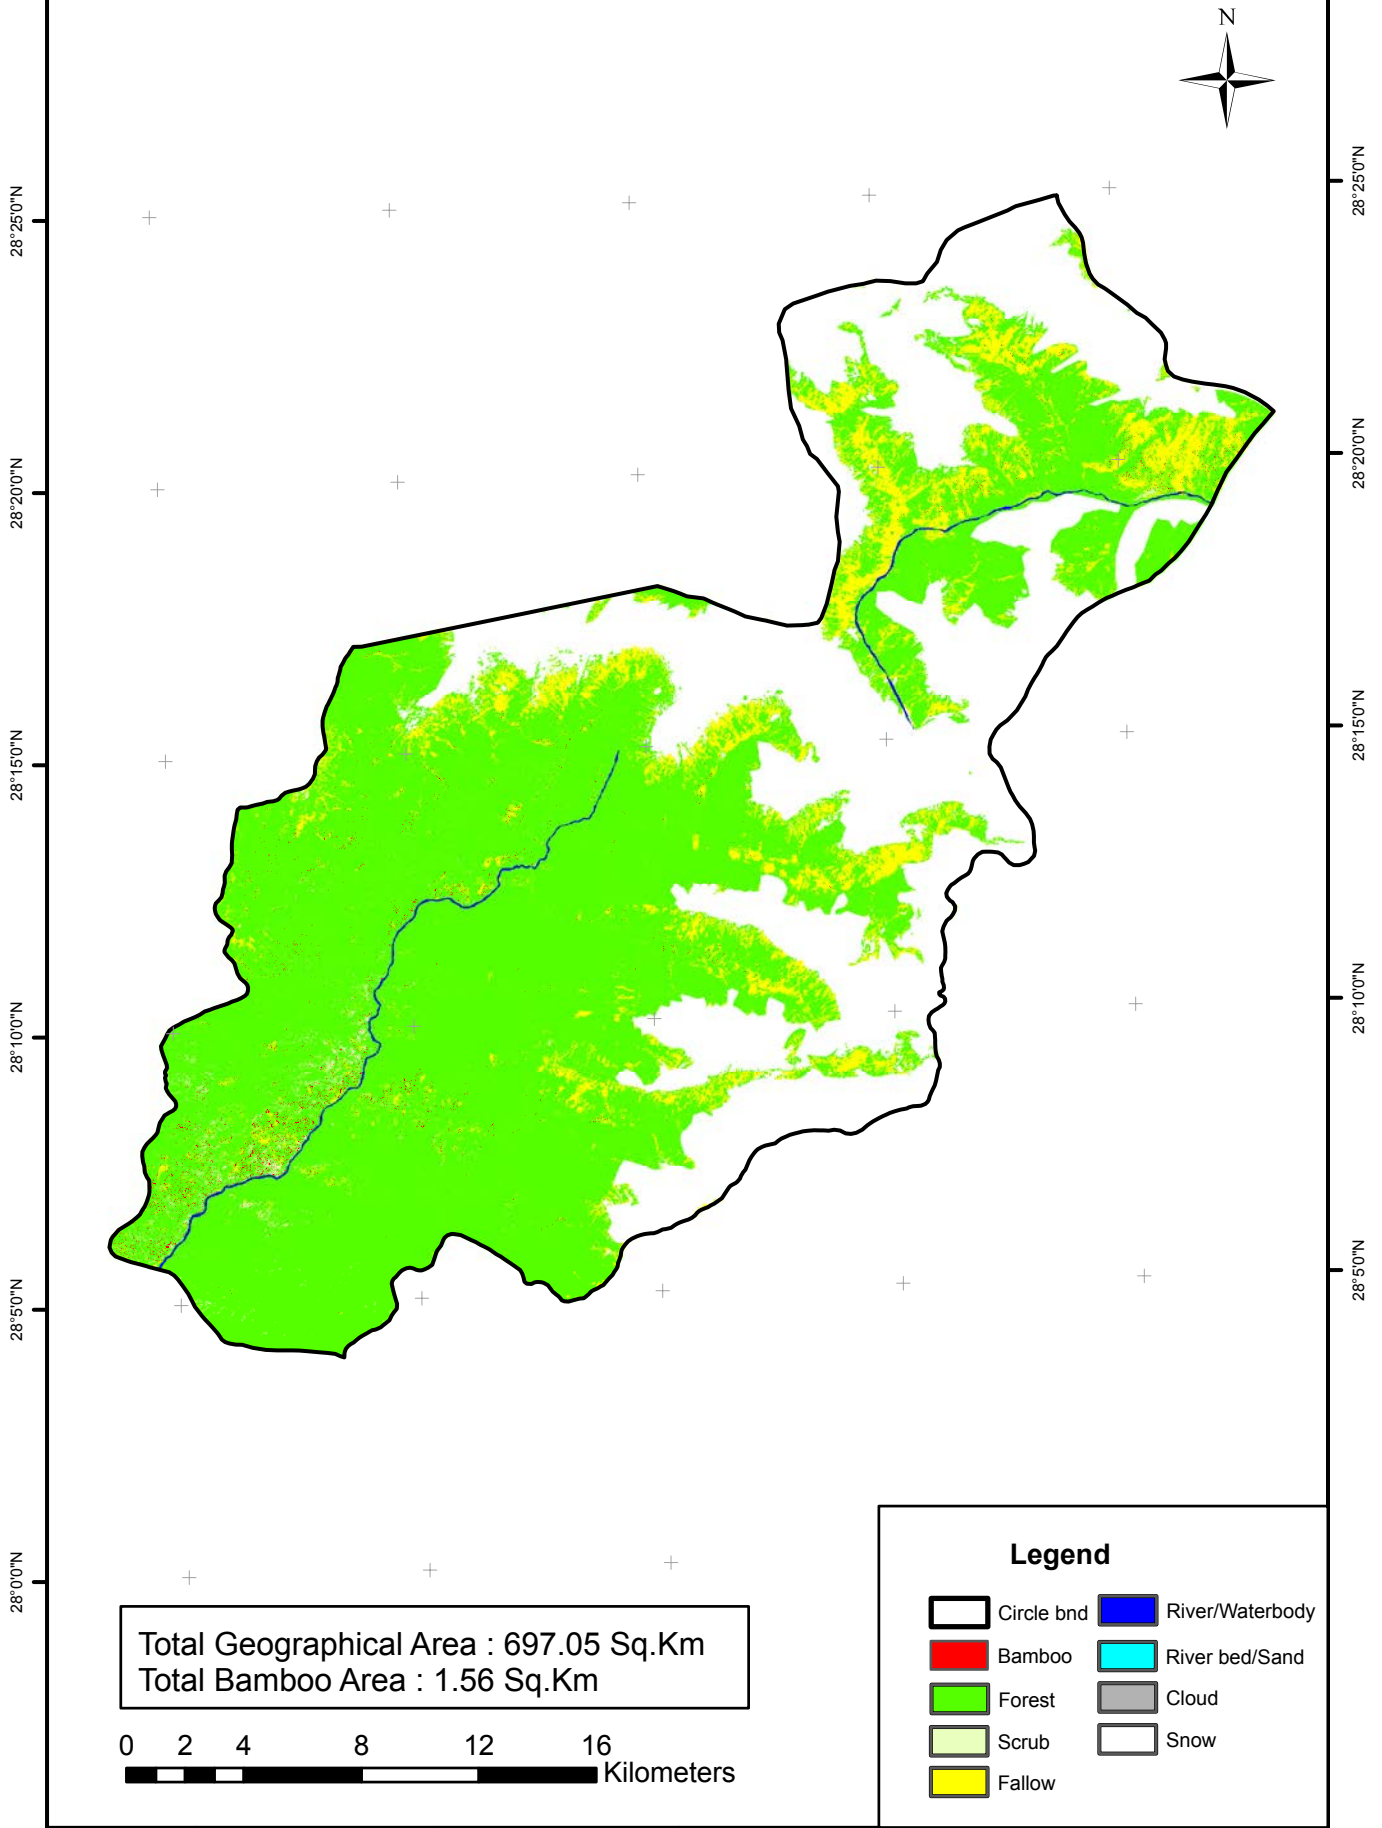 N
28°25'0"N
28°25'0"N
28°20'0"N
28°20'0"N
28°15'0"N
28°15'0"N
28°10'0"N
28°10'0"N
28°5'0"N
28°5'0"N
28°0'0"N
Total Geographical Area : 697.05 Sq.Km
Total Bamboo Area : 1.56 Sq.Km
0 2 4 8 12 16
Kilometers
Legend
Circle bnd
Bamboo
Forest
Scrub
Fallow
River/Waterbody
River bed/Sand
Cloud
Snow